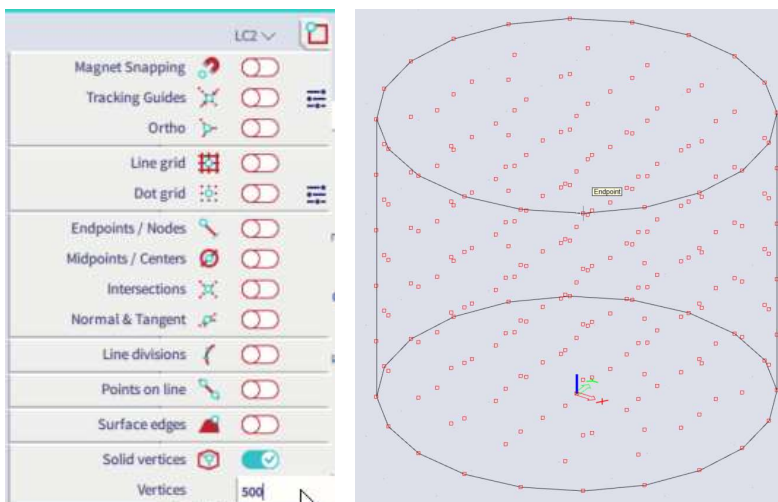 LC2
Magnet Snapping
Tracking Guides
Ortho
Line grid
Dot grid
Endpoints / Nodes
Midpoints / Centers
Intersections
Normal & Tangent
Line divisions
Points on line
Surface edges
Solid vertices
Vertices 500
Endpoint